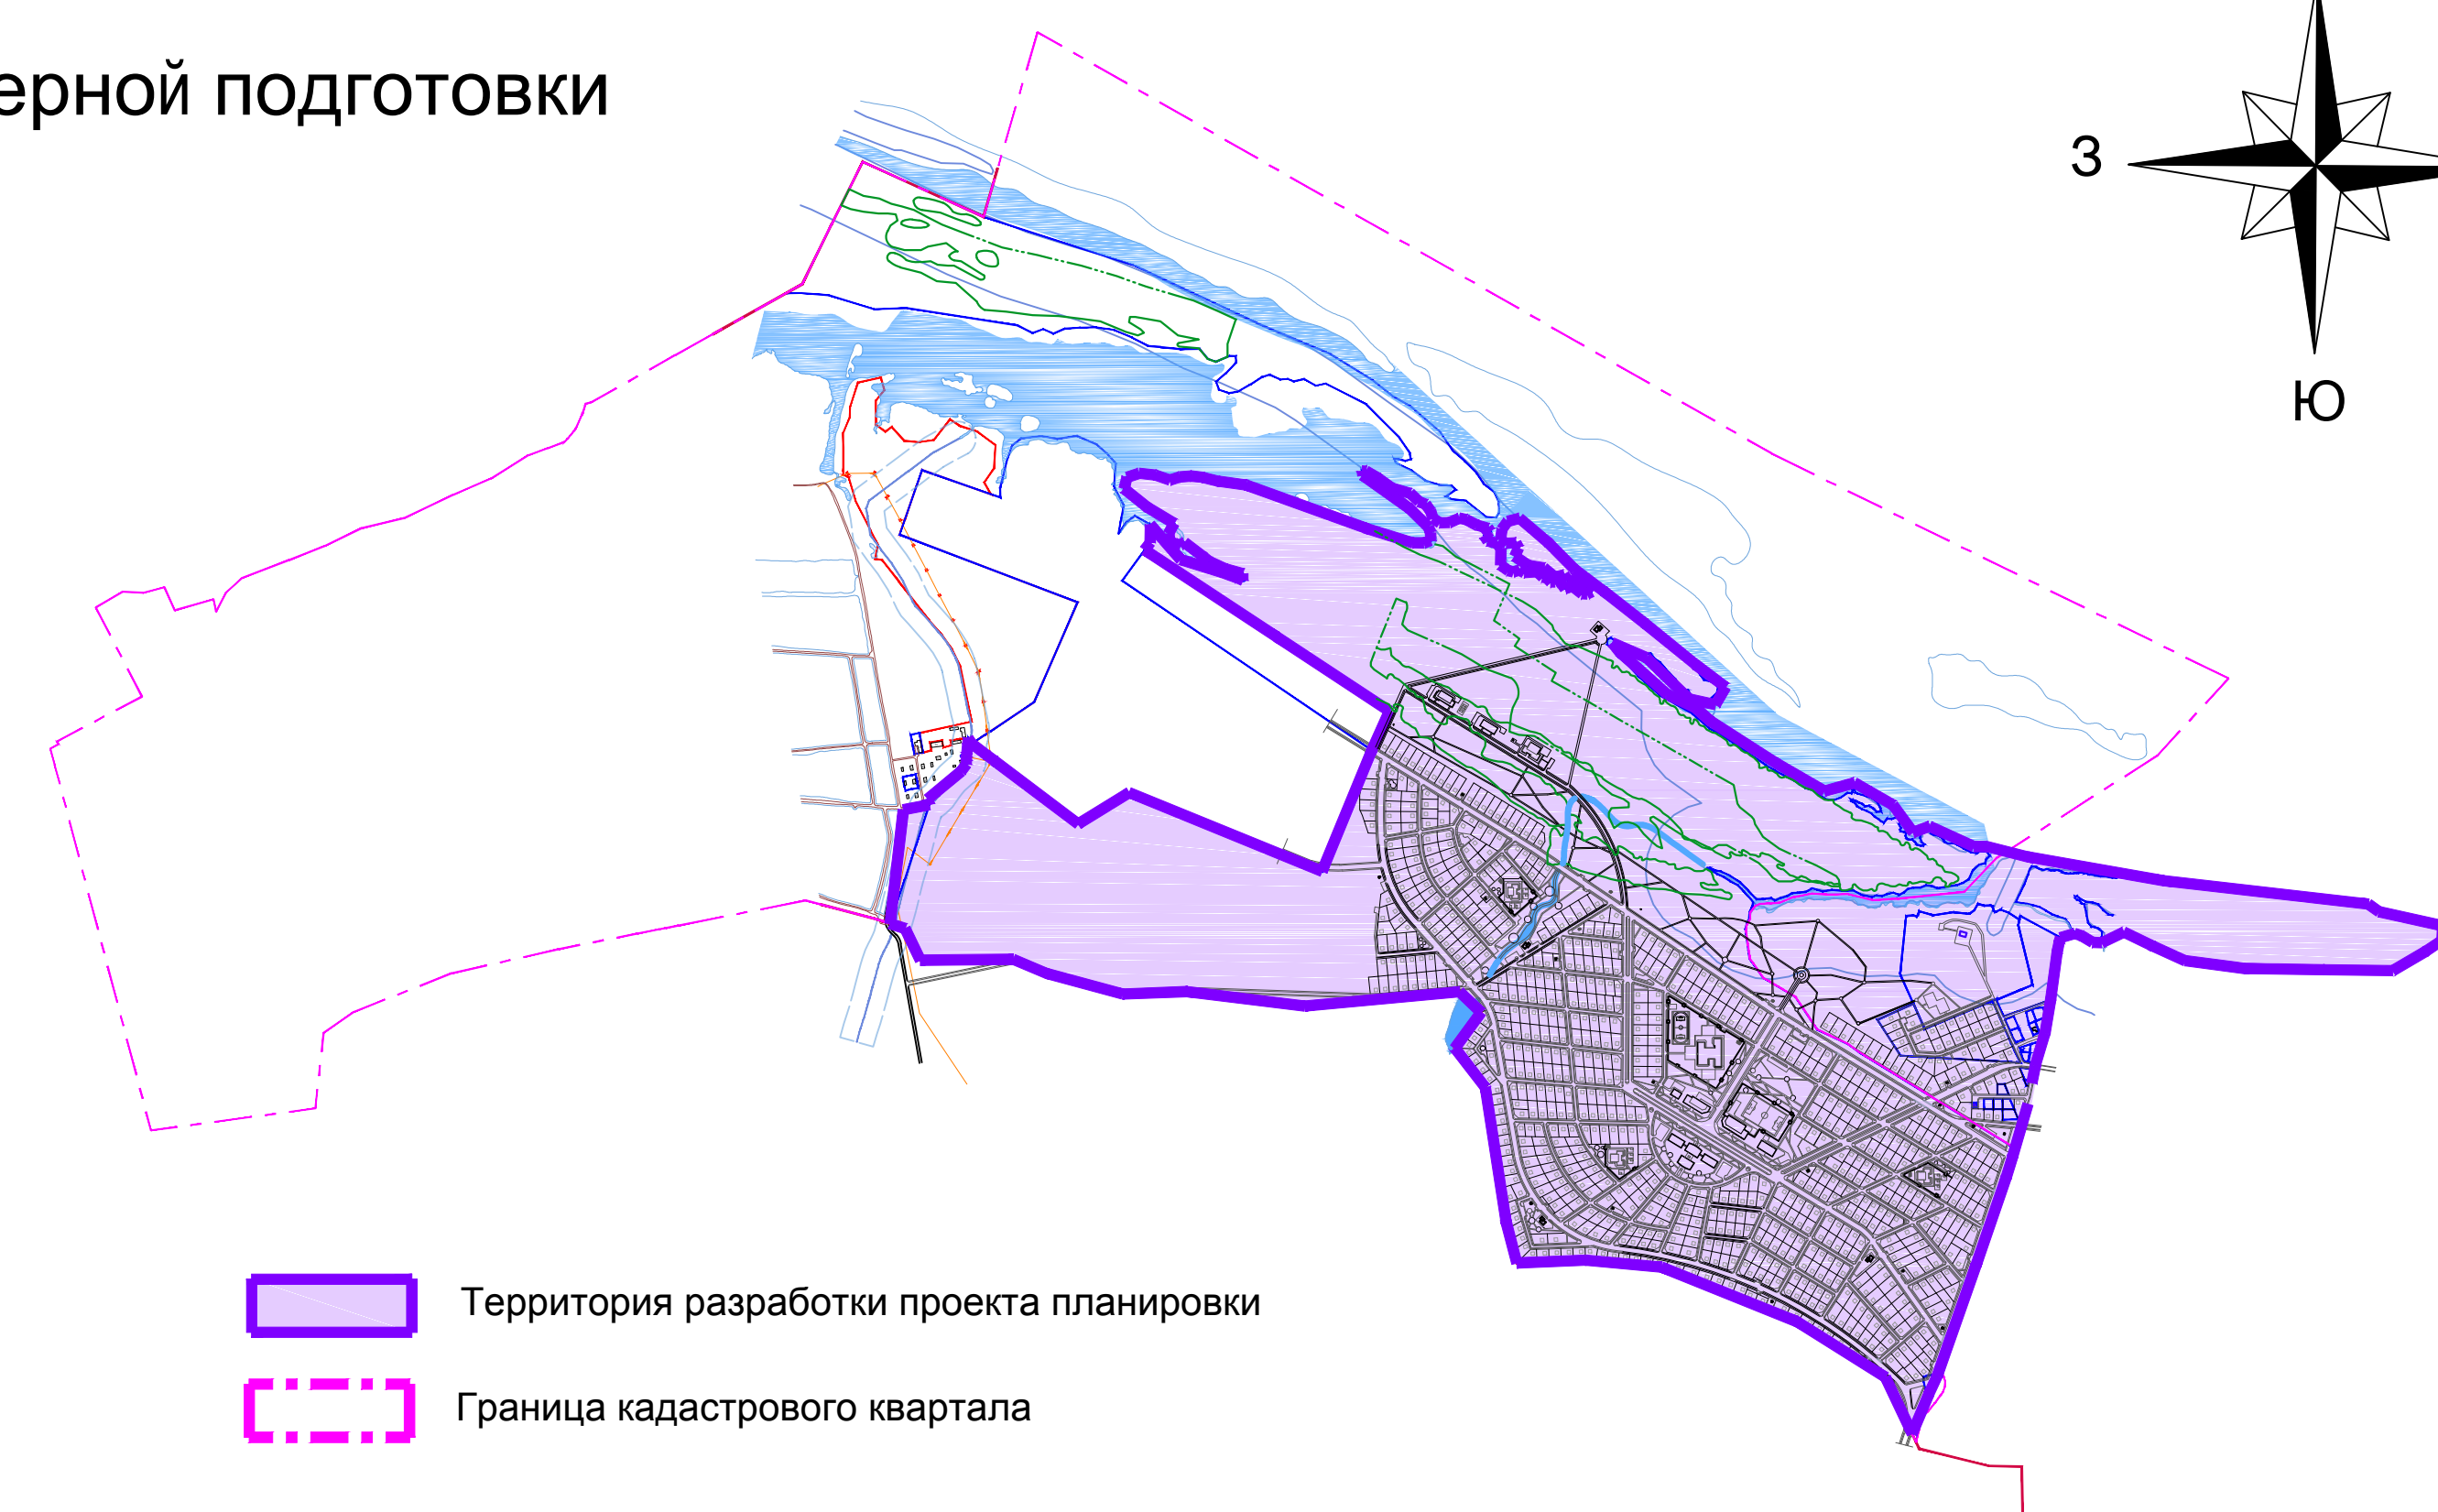 ерной подготовки
З
Ю
Территория разработки проекта планировки
Граница кадастрового квартала